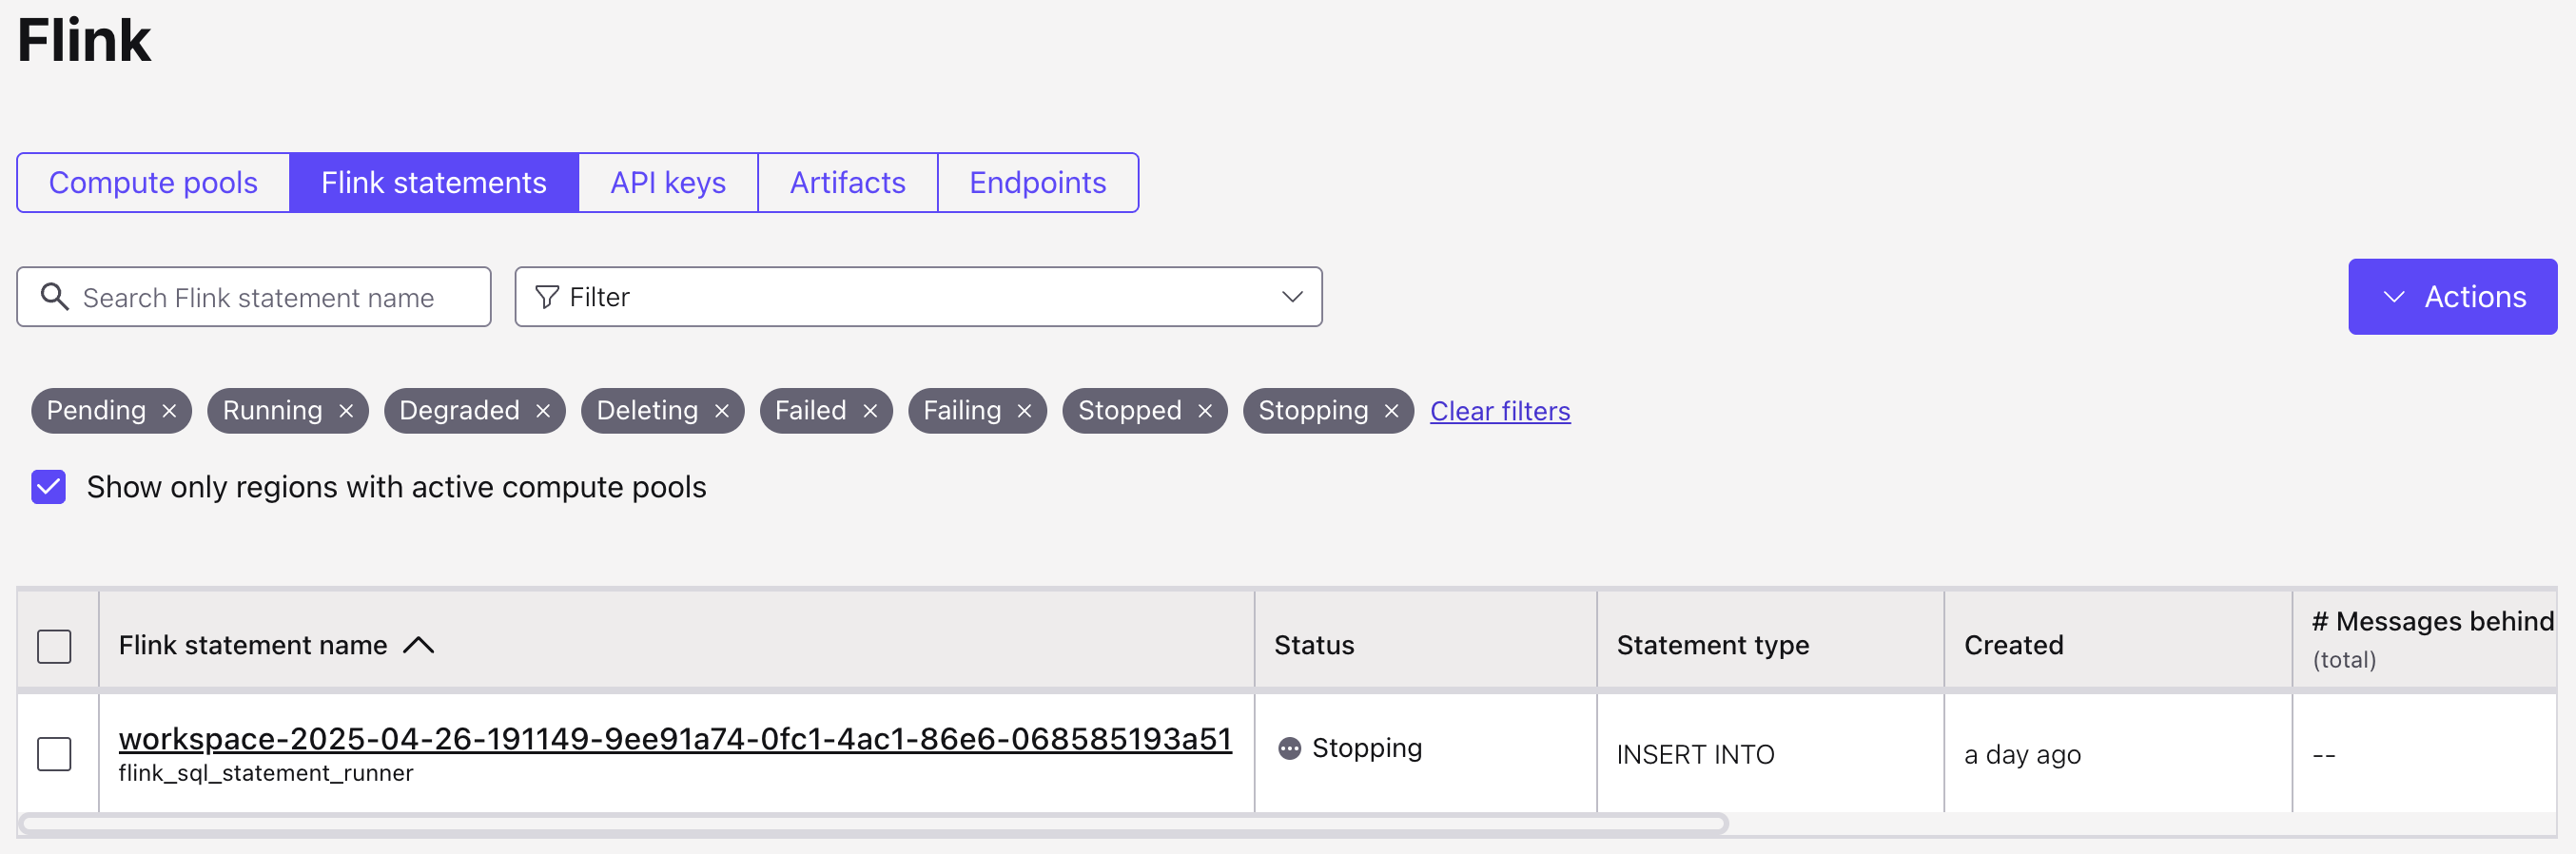 Flink
Compute pools
Flink statements
API keys
Artifacts
Endpoints
Search Flink statement name
Filter
Actions
Pending
Running
Degraded
Deleting
Failed
Failing
Stopped
Stopping
Clear filters
Show only regions with active compute pools
Flink statement name
Status
Statement type
Created
# Messages behind
(total)
workspace-2025-04-26-191149-9ee91a74-0fc1-4ac1-86e6-068585193a51
flink_sql_statement_runner
Stopping
INSERT INTO
a day ago
--